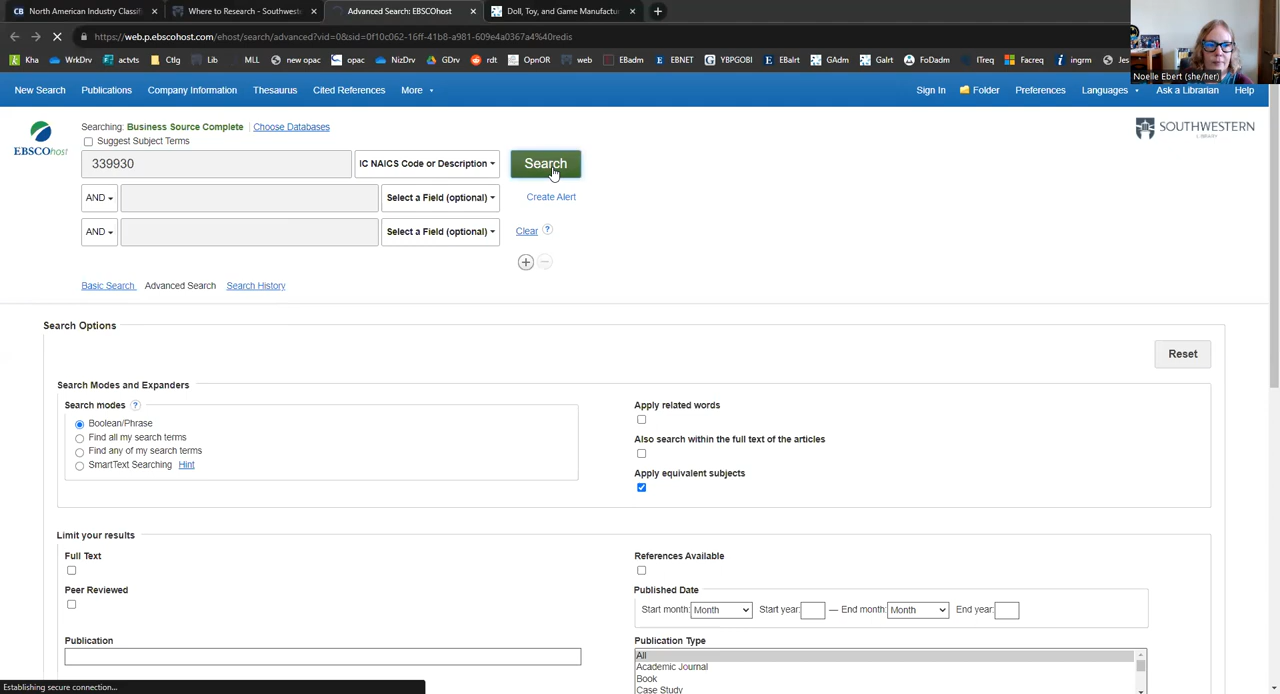 North American Industry Classifi
Where to Research - Southweste
Advanced Search: EBSCOhost
Doll, Toy, and Game Manufactur
https://web.p.ebscohost.com/ehost/search/advanced?vid=0&sid=0f10c062-16ff-41b8-a981-609e4a0367a4%40redis
Kha WrkDrv actvts Ctlg Lib MLL new opac opac NizDrv GDrv rdt OpnOR web EBadm EBNET YBPGOBI EBalrt GAdm Galrt FoDadm ITreq Facreq ingrm Jes
Noelle Ebert (she/her)
New Search Publications Company Information Thesaurus Cited References More Sign In Folder Preferences Languages Ask a Librarian Help
EBSCOhost
Searching: Business Source Complete Choose Databases
Suggest Subject Terms
SOUTHWESTERN
LIBRARY
339930 IC NAICS Code or Description Search
AND Select a Field (optional) Create Alert
AND Select a Field (optional) Clear ?
Basic Search Advanced Search Search History
Search Options
Reset
Search Modes and Expanders
Search modes ?
Boolean/Phrase
Find all my search terms
Find any of my search terms
SmartText Searching Hint
Apply related words
Also search within the full text of the articles
Apply equivalent subjects
Limit your results
Full Text
References Available
Peer Reviewed
Published Date
Start month: Month Start year: — End month: Month End year:
Publication
Publication Type
All
Academic Journal
Book
Case Study
Establishing secure connection...